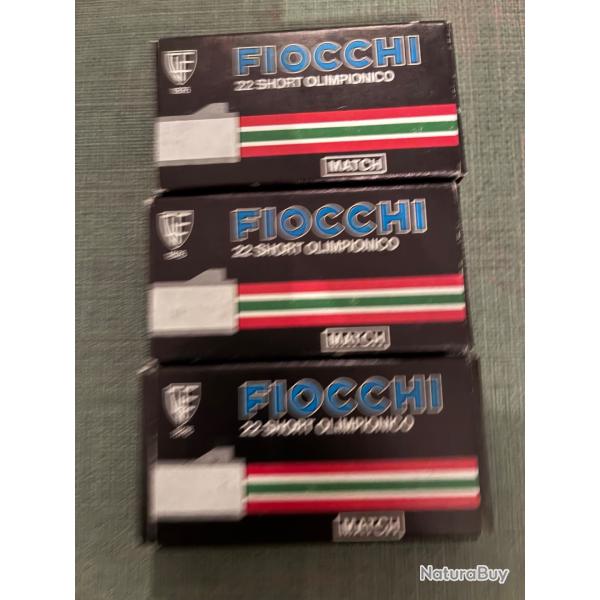 FIOCCHI
.22 SHORT OLIMPIONICO
MATCH
FIOCCHI
.22 SHORT OLIMPIONICO
MATCH
FIOCCHI
.22 SHORT OLIMPIONICO
MATCH
NaturaBuy